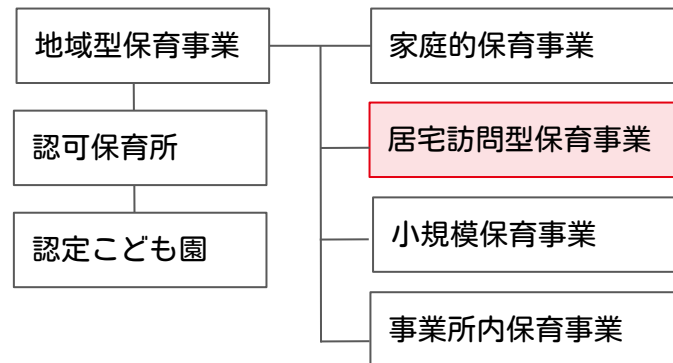 地域型保育事業
認可保育所
認定こども園
家庭的保育事業
居宅訪問型保育事業
小規模保育事業
事業所内保育事業